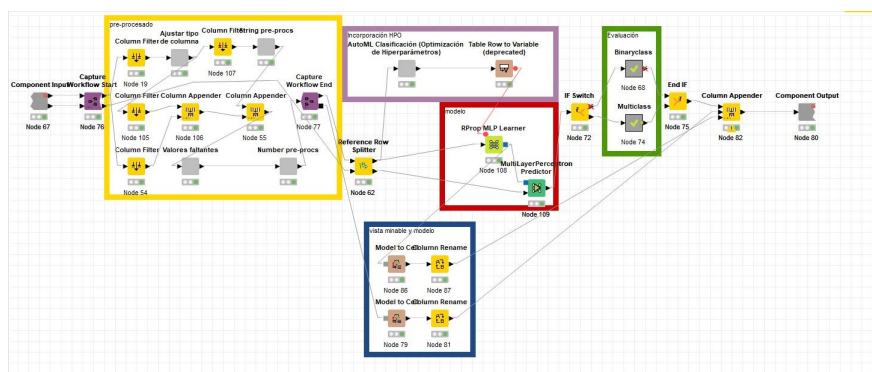 pre-procesado
Incorporación HPO
Evaluación
Ajustar tipo
Column Filter de columna
Column Filter
String pre-procs
AutoML Clasificación (Optimización
de Hiperparámetros)
Table Row to Variable
(deprecated)
Binaryclass
Node 19
Node 107
Component Input
Capture
Workflow Start
Column Filter
Column Appender
Column Appender
Capture
Workflow End
IF Switch
Node 68
End IF
Column Appender
Component Output
modelo
RProp MLP Learner
Multiclass
Node 67
Node 76
Node 105
Node 106
Node 55
Node 77
Node 72
Node 74
Node 75
Node 82
Node 80
Column Filter
Valores faltantes
Number pre-procs
Reference Row
Splitter
Node 108
MultiLayerPerceptron
Predictor
Node 54
Node 62
Node 109
vista minable y modelo
Model to Cell
Column Rename
Node 86
Node 87
Model to Cell
Column Rename
Node 79
Node 81